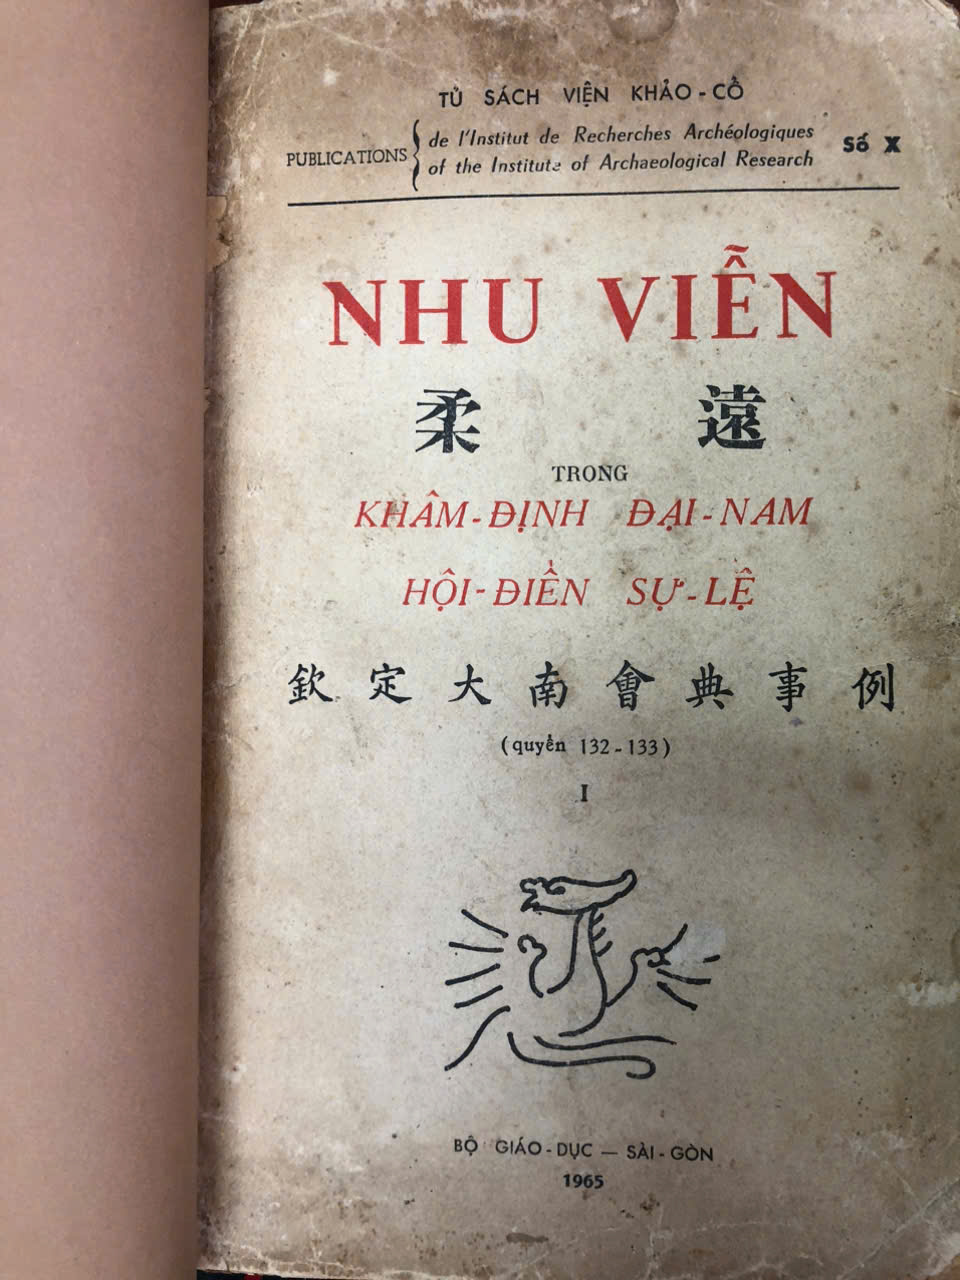 TỦ SÁCH VIỆN KHẢO-CỔ
PUBLICATIONS
de l'Institut de Recherches Archéologiques
of the Institute of Archaeological Research
Số X
NHU VIỄN
柔 遠
TRONG
KHÂM-ĐỊNH ĐẠI-NAM
HỘI-ĐIỂN SỰ-LỆ
欽定大南會典事例
(quyển 132-133)
I
BỘ GIÁO-DỤC — SÀI-GÒN
1965